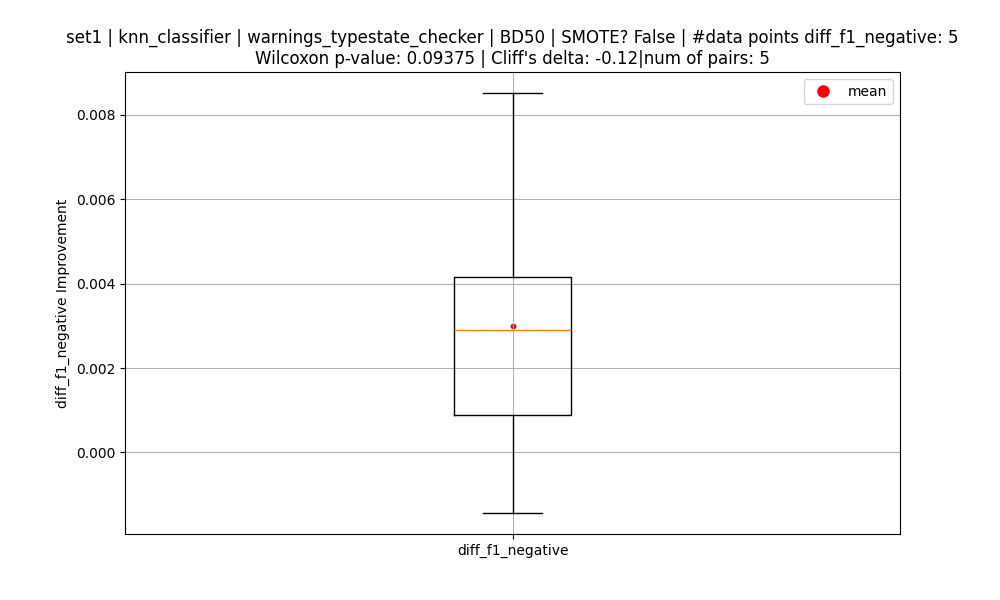 set1 | knn_classifier | warnings_typestate_checker | BD50 | SMOTE? False | #data points diff_f1_negative: 5
Wilcoxon p-value: 0.09375 | Cliff's delta: -0.12|num of pairs: 5
mean
0.008
0.006
0.004
0.002
0.000
diff_f1_negative Improvement
diff_f1_negative